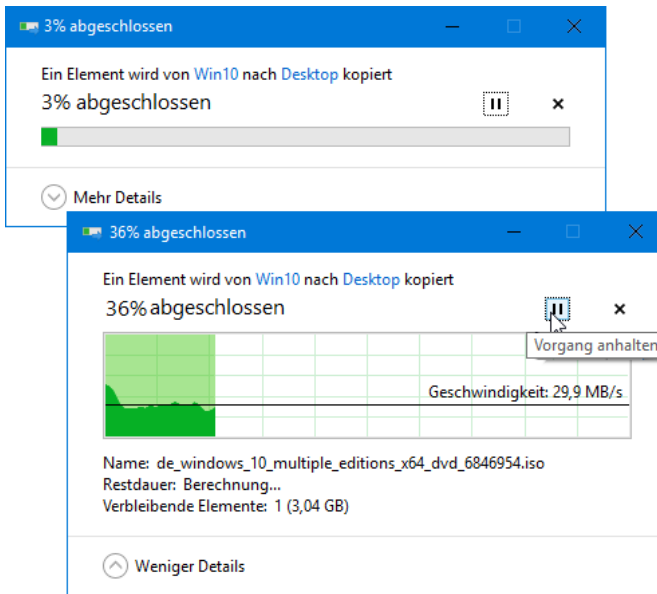 3% abgeschlossen
Ein Element wird von Win10 nach Desktop kopiert
3% abgeschlossen
Mehr Details
36% abgeschlossen
Ein Element wird von Win10 nach Desktop kopiert
36% abgeschlossen
Vorgang anhalten
Geschwindigkeit: 29,9 MB/s
Name: de_windows_10_multiple_editions_x64_dvd_6846954.iso
Restdauer: Berechnung...
Verbleibende Elemente: 1 (3,04 GB)
Weniger Details